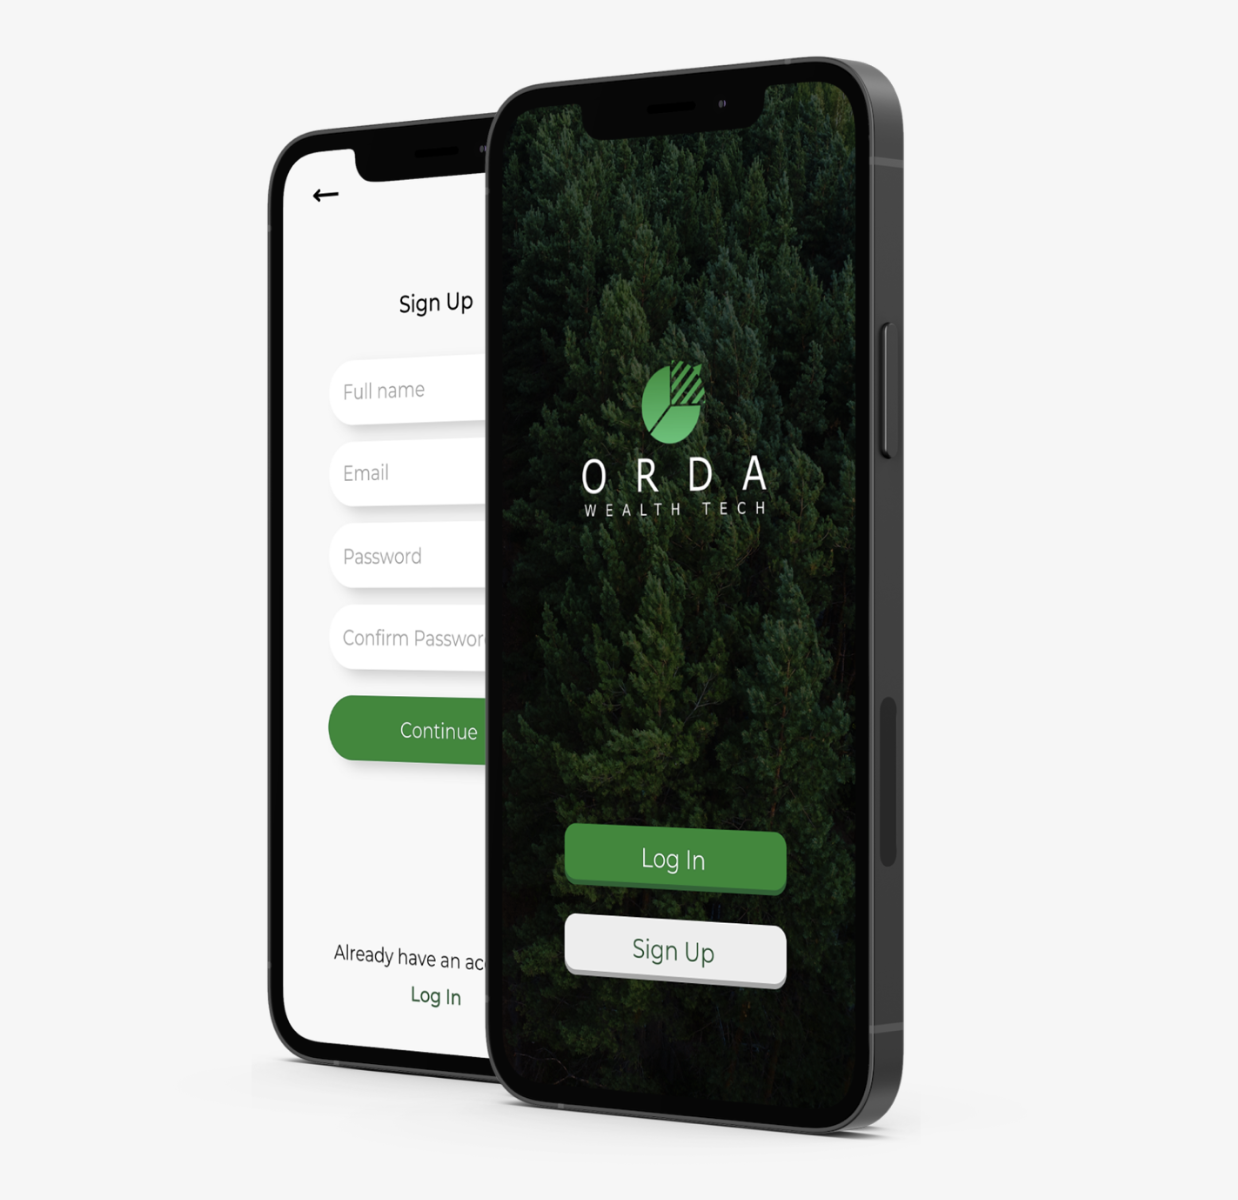 Sign Up
Full name
Email
Password
Confirm Passwor
Continue
Already have an ac
Log In
ORDA
WEALTH TECH
Log In
Sign Up